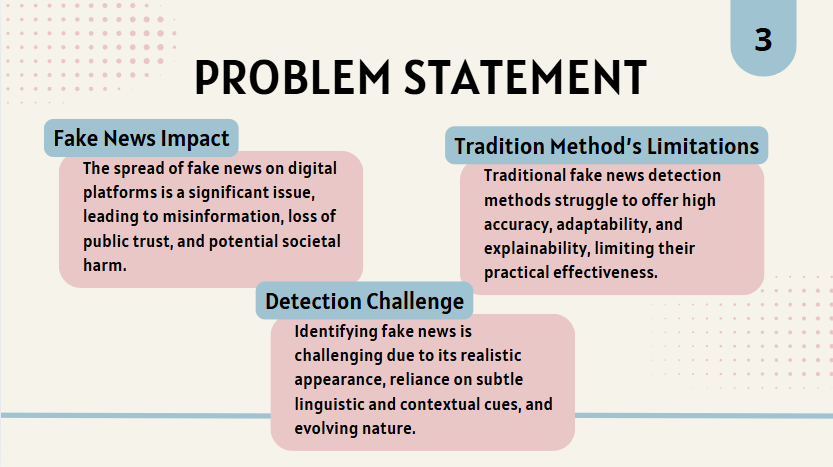 3
PROBLEM STATEMENT
Fake News Impact
The spread of fake news on digital
platforms is a significant issue,
leading to misinformation, loss of
public trust, and potential societal
harm.
Tradition Method's Limitations
Traditional fake news detection
methods struggle to offer high
accuracy, adaptability, and
explainability, limiting their
practical effectiveness.
Detection Challenge
Identifying fake news is
challenging due to its realistic
appearance, reliance on subtle
linguistic and contextual cues, and
evolving nature.